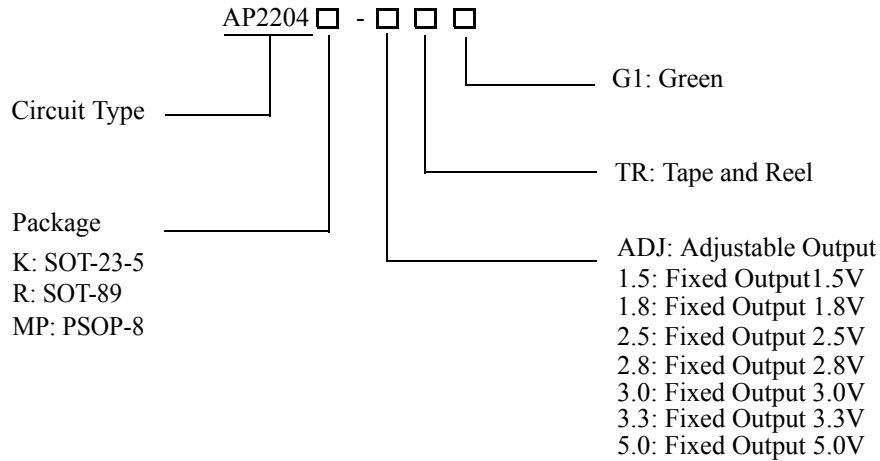 AP2204 -
G1: Green
Circuit Type
TR: Tape and Reel
Package
K: SOT-23-5
R: SOT-89
MP: PSOP-8
ADJ: Adjustable Output
1.5: Fixed Output1.5V
1.8: Fixed Output 1.8V
2.5: Fixed Output 2.5V
2.8: Fixed Output 2.8V
3.0: Fixed Output 3.0V
3.3: Fixed Output 3.3V
5.0: Fixed Output 5.0V